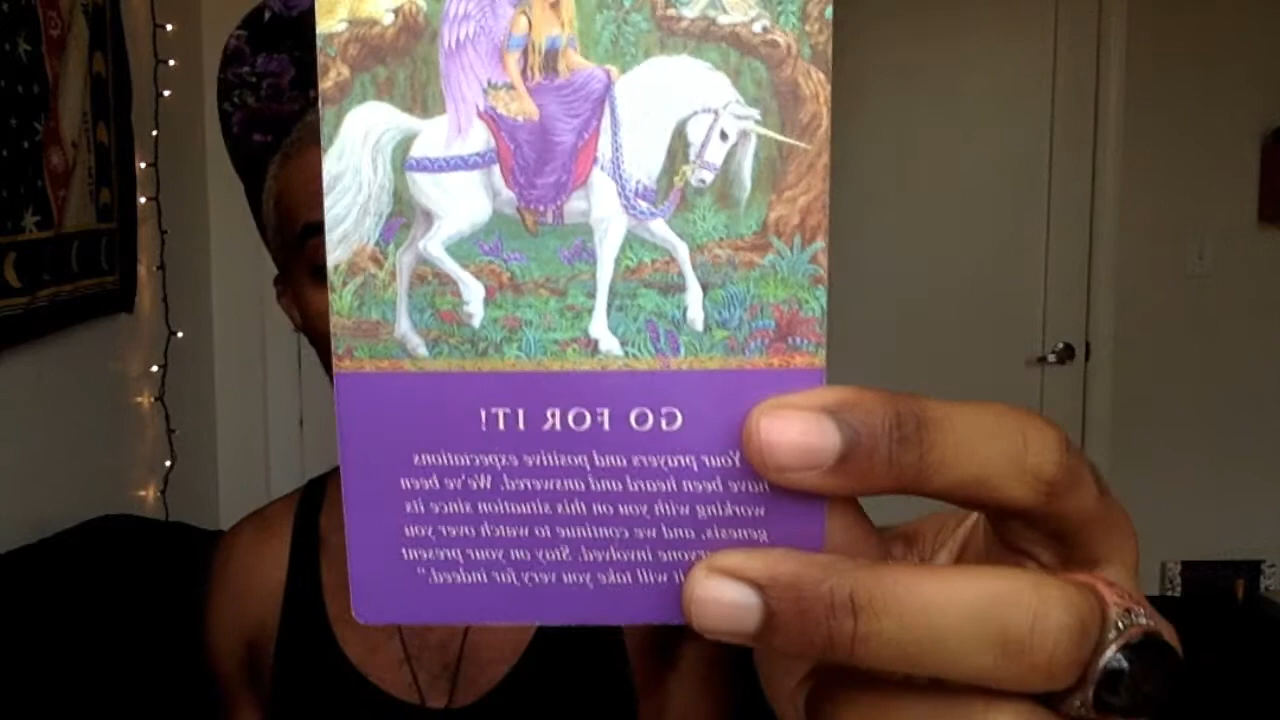 GO FOR IT!
Your prayers and positive expectations
have been heard and answered. We've been
working with you on this situation since its
genesis, and we continue to watch over you
involved. Stay on your present
it will take you very far indeed."